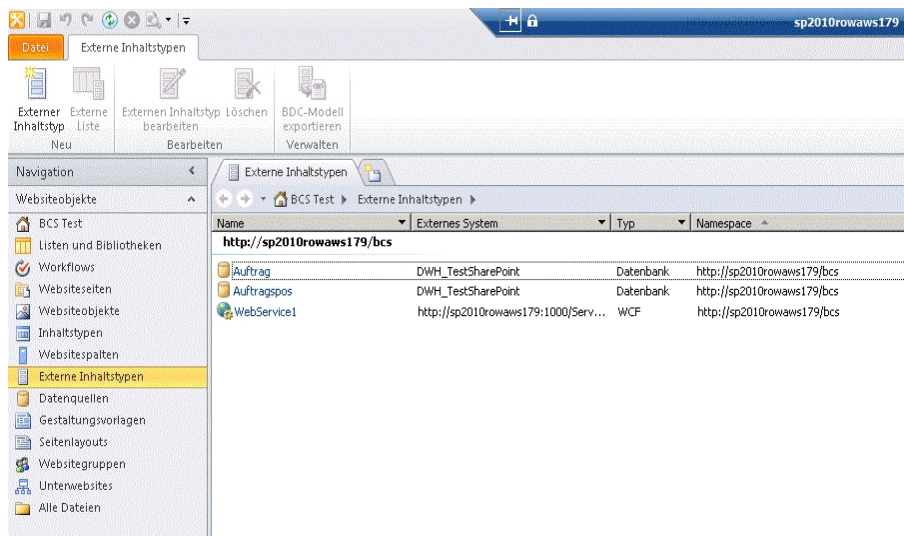 sp2010rowaws179
Datei Externe Inhaltstypen
Externer Inhaltstyp
Externe Liste
Externen Inhaltstyp bearbeiten
Löschen
BDC-Modell exportieren
Neu Bearbeiten Verwalten
Navigation
Websiteobjekte
BCS Test
Listen und Bibliotheken
Workflows
Websiteseiten
Websiteobjekte
Inhaltstypen
Websitespalten
Externe Inhaltstypen
Datenquellen
Gestaltungsvorlagen
Seitenlayouts
Websitegruppen
Unterwebsites
Alle Dateien
Externe Inhaltstypen
BCS Test Externe Inhaltstypen
Name Externes System Typ Namespace
http://sp2010rowaws179/bcs
Auftrag DWH_TestSharePoint Datenbank http://sp2010rowaws179/bcs
Auftragspos DWH_TestSharePoint Datenbank http://sp2010rowaws179/bcs
WebService1 http://sp2010rowaws179:1000/Serv... WCF http://sp2010rowaws179/bcs